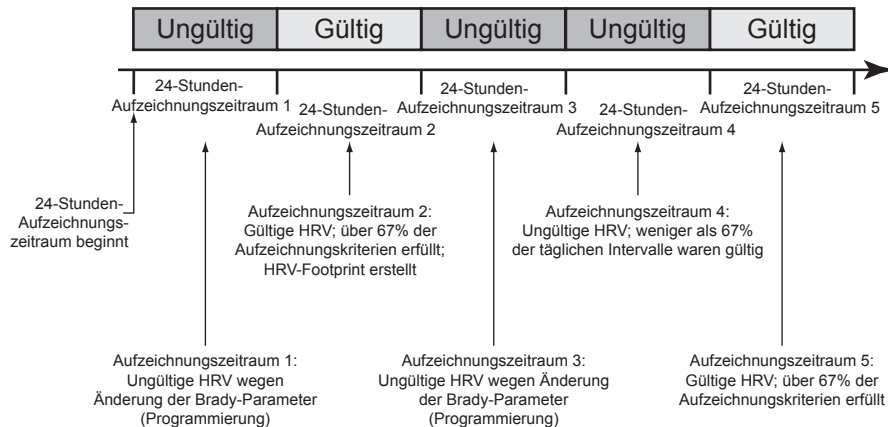 Ungültig
Gültig
Ungültig
Ungültig
Gültig
24-Stunden-
Aufzeichnungszeitraum 1
24-Stunden-
Aufzeichnungszeitraum 2
24-Stunden-
Aufzeichnungszeitraum 3
24-Stunden-
Aufzeichnungszeitraum 4
24-Stunden-
Aufzeichnungszeitraum 5
24-Stunden-
Aufzeichnungs-
zeitraum beginnt
Aufzeichnungszeitraum 2:
Gültige HRV; über 67% der
Aufzeichnungskriterien erfüllt;
HRV-Footprint erstellt
Aufzeichnungszeitraum 4:
Ungültige HRV; weniger als 67%
der täglichen Intervalle waren gültig
Aufzeichnungszeitraum 1:
Ungültige HRV wegen
Änderung der Brady-Parameter
(Programmierung)
Aufzeichnungszeitraum 3:
Ungültige HRV wegen Änderung
der Brady-Parameter
(Programmierung)
Aufzeichnungszeitraum 5:
Gültige HRV; über 67% der
Aufzeichnungskriterien erfüllt